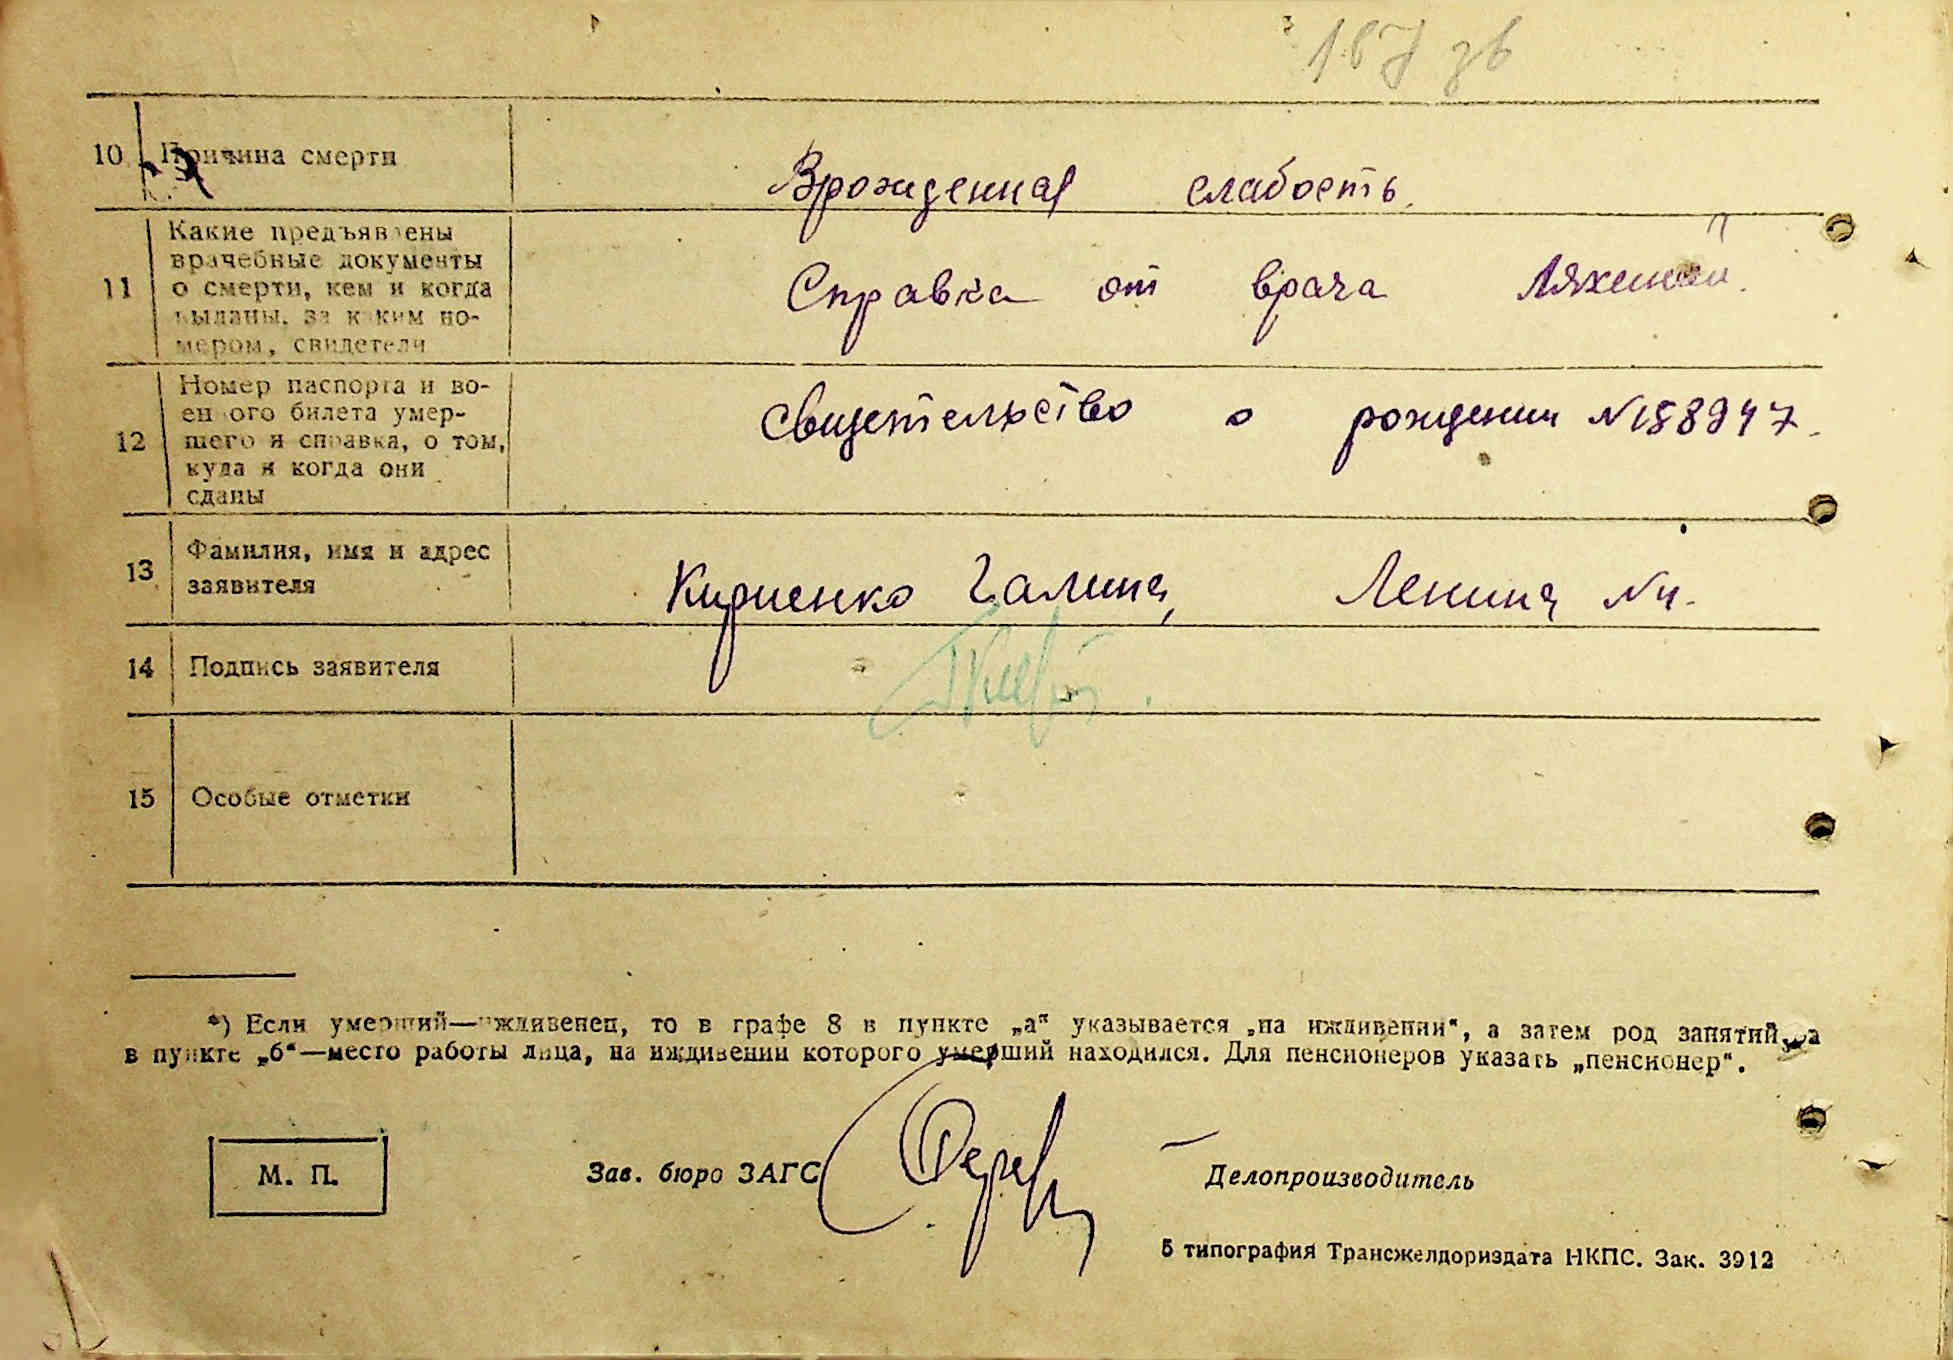 187 зв
10 Причина смерти
Врожденная слабость.
11 Какие предъявлены
врачебные документы
о смерти, кем и когда
выданы, за каким но-
мером, свидетели
Справка от врача
12 Номер паспорта и во-
енного билета умер-
шего и справка, о том,
куда и когда они
сданы
Свидетельство о рождении №188947.
13 Фамилия, имя и адрес
заявителя
Кириенко Галина, Ленина №4.
14 Подпись заявителя
15 Особые отметки
*) Если умерший—иждивенец, то в графе 8 в пункте „а“ указывается „на иждивении“, а затем род занятий, а
в пункте „б“—место работы лица, на иждивении которого умерший находился. Для пенсионеров указать „пенсионер“.
М. П.
Зав. бюро ЗАГС
Делопроизводитель
5 типография Трансжелдориздата НКПС. Зак. 3912